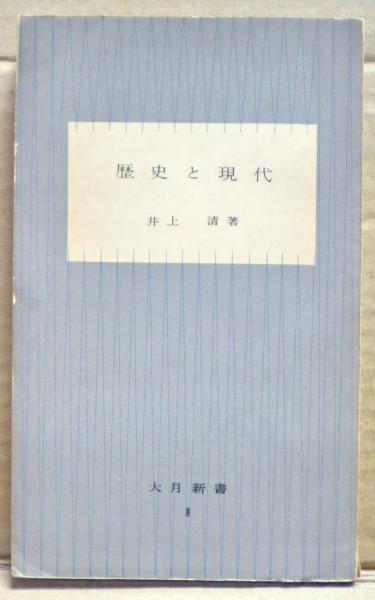 歴史と現代
井上 清著
大月新書
8